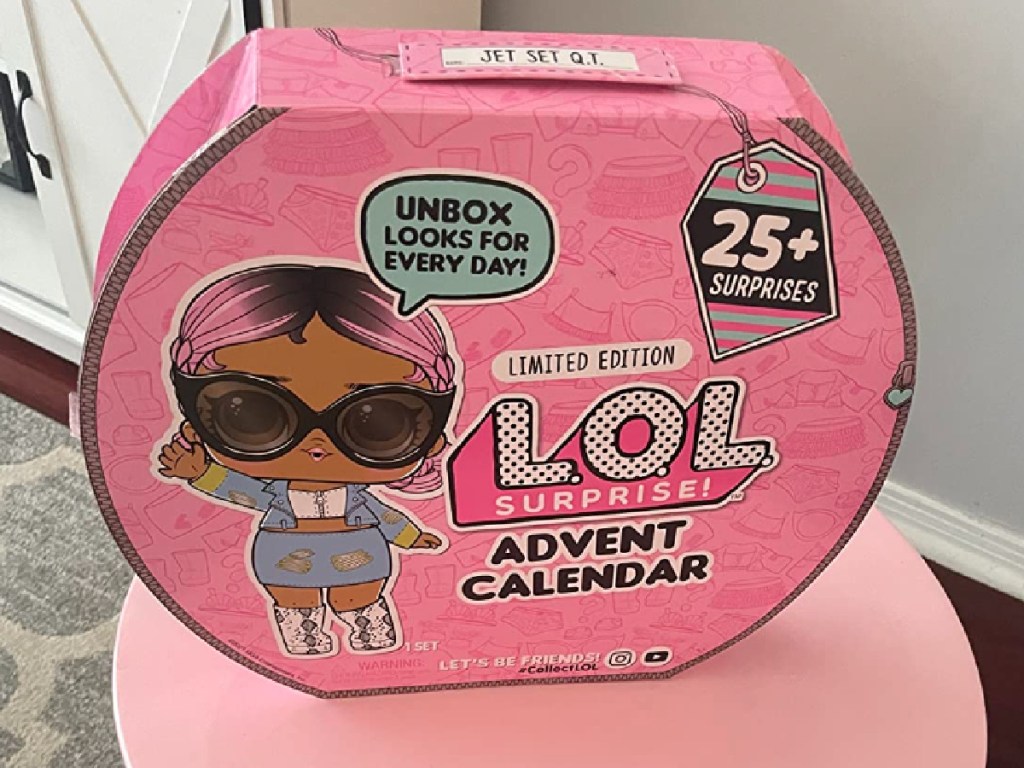 JET SET Q.T.
UNBOX
LOOKS FOR
EVERY DAY!
25+
SURPRISES
LIMITED EDITION
L.O.L.
SURPRISE!
TM
ADVENT
CALENDAR
1 SET
WARNING:
LET'S BE FRIENDS!
#CollectLOL